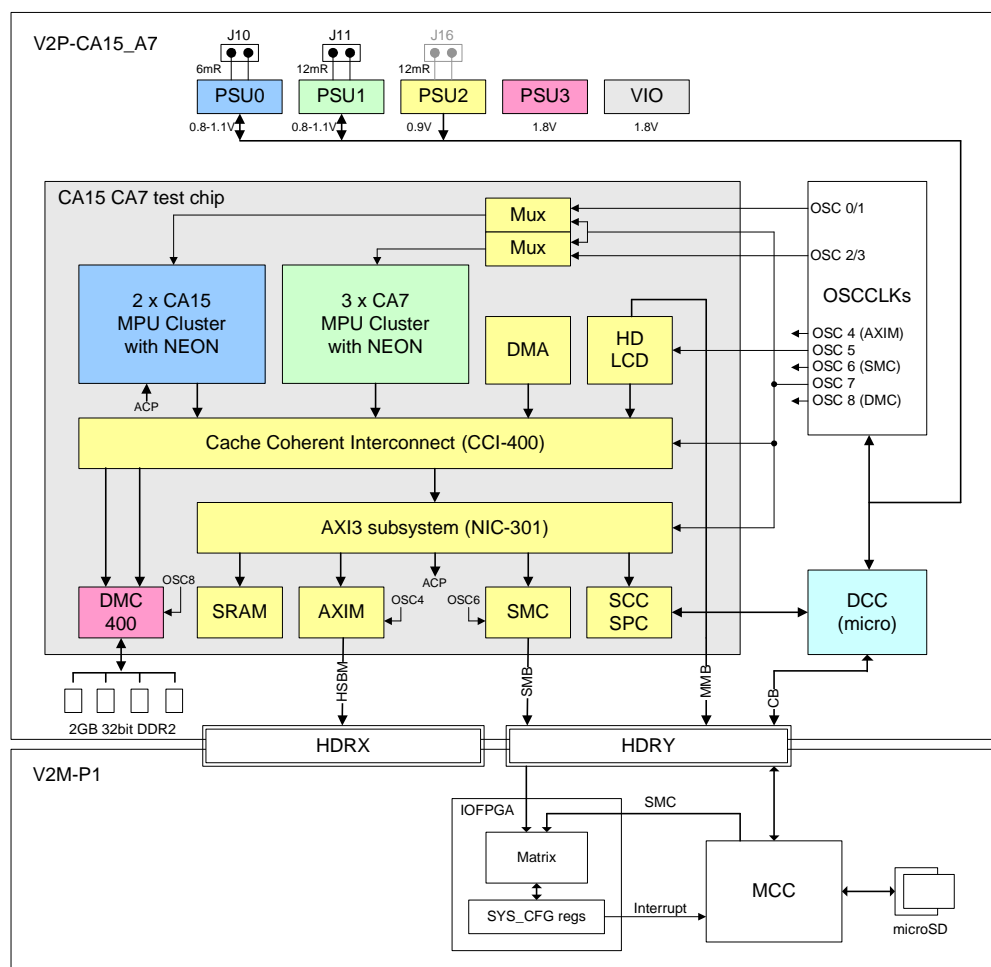 V2P-CA15_A7
J10
J11
J16
6mR
12mR
12mR
PSU0
PSU1
PSU2
PSU3
VIO
0.8-1.1V
0.8-1.1V
0.9V
1.8V
1.8V
CA15 CA7 test chip
Mux
Mux
OSC 0/1
OSC 2/3
OSCCLKs
OSC 4 (AXIM)
OSC 5
OSC 6 (SMC)
OSC 7
OSC 8 (DMC)
2 x CA15
MPU Cluster
with NEON
3 x CA7
MPU Cluster
with NEON
DMA
HD
LCD
ACP
Cache Coherent Interconnect (CCI-400)
AXI3 subsystem (NIC-301)
OSC8
ACP
OSC4
OSC6
DMC
400
SRAM
AXIM
SMC
SCC
SPC
DCC
(micro)
HSBM
SMB
MMB
CB
2GB 32bit DDR2
HDRX
HDRY
V2M-P1
IOFPGA
SMC
Matrix
MCC
SYS_CFG regs
Interrupt
microSD